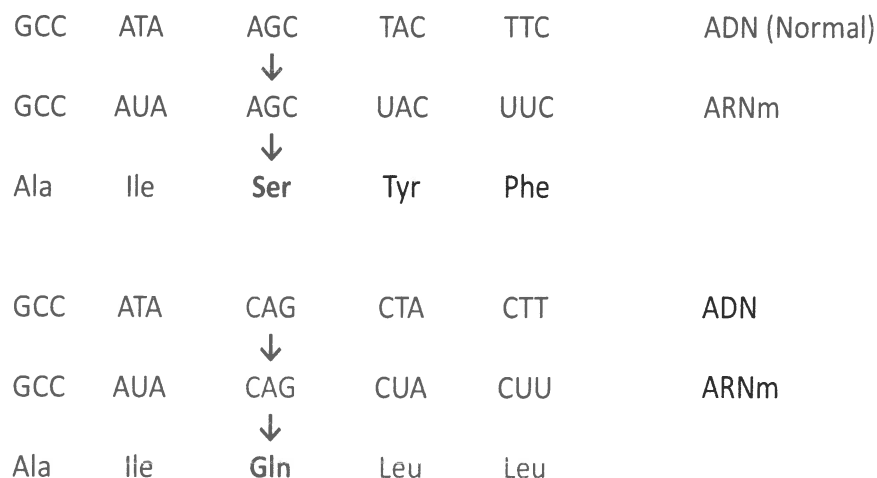 GCC ATA AGC TAC TTC ADN (Normal)
↓
GCC AUA AGC UAC UUC ARNm
↓
Ala Ile Ser Tyr Phe
GCC ATA CAG CTA CTT ADN
↓
GCC AUA CAG CUA CUU ARNm
↓
Ala Ile Gln Leu Leu